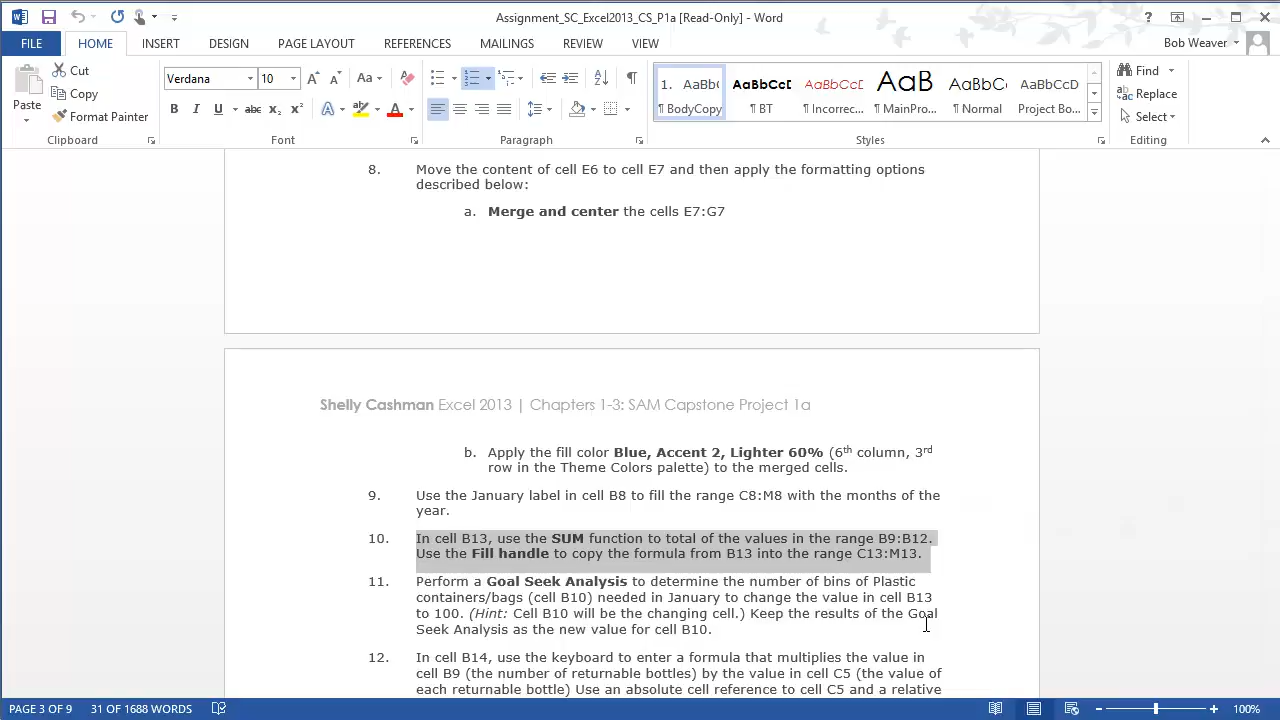 Assignment_SC_Excel2013_CS_P1a [Read-Only] - Word
FILE HOME INSERT DESIGN PAGE LAYOUT REFERENCES MAILINGS REVIEW VIEW Bob Weaver
Paste
Cut
Copy
Format Painter
Clipboard
Verdana 10
Font
Paragraph
1. AaBb( AaBbCcD AaBbCcD AaB AaBbC AaBbCcD
¶ BodyCopy ¶ BT ¶ Incorrec... ¶ MainPro... ¶ Normal Project Bo...
Styles
Find
Replace
Select
Editing
8. Move the content of cell E6 to cell E7 and then apply the formatting options
described below:
a. Merge and center the cells E7:G7
Shelly Cashman Excel 2013 | Chapters 1-3: SAM Capstone Project 1a
b. Apply the fill color Blue, Accent 2, Lighter 60% (6th column, 3rd
row in the Theme Colors palette) to the merged cells.
9. Use the January label in cell B8 to fill the range C8:M8 with the months of the
year.
10. In cell B13, use the SUM function to total of the values in the range B9:B12.
Use the Fill handle to copy the formula from B13 into the range C13:M13.
11. Perform a Goal Seek Analysis to determine the number of bins of Plastic
containers/bags (cell B10) needed in January to change the value in cell B13
to 100. (Hint: Cell B10 will be the changing cell.) Keep the results of the Goal
Seek Analysis as the new value for cell B10.
12. In cell B14, use the keyboard to enter a formula that multiplies the value in
cell B9 (the number of returnable bottles) by the value in cell C5 (the value of
each returnable bottle) Use an absolute cell reference to cell C5 and a relative
PAGE 3 OF 9 31 OF 1688 WORDS 100%